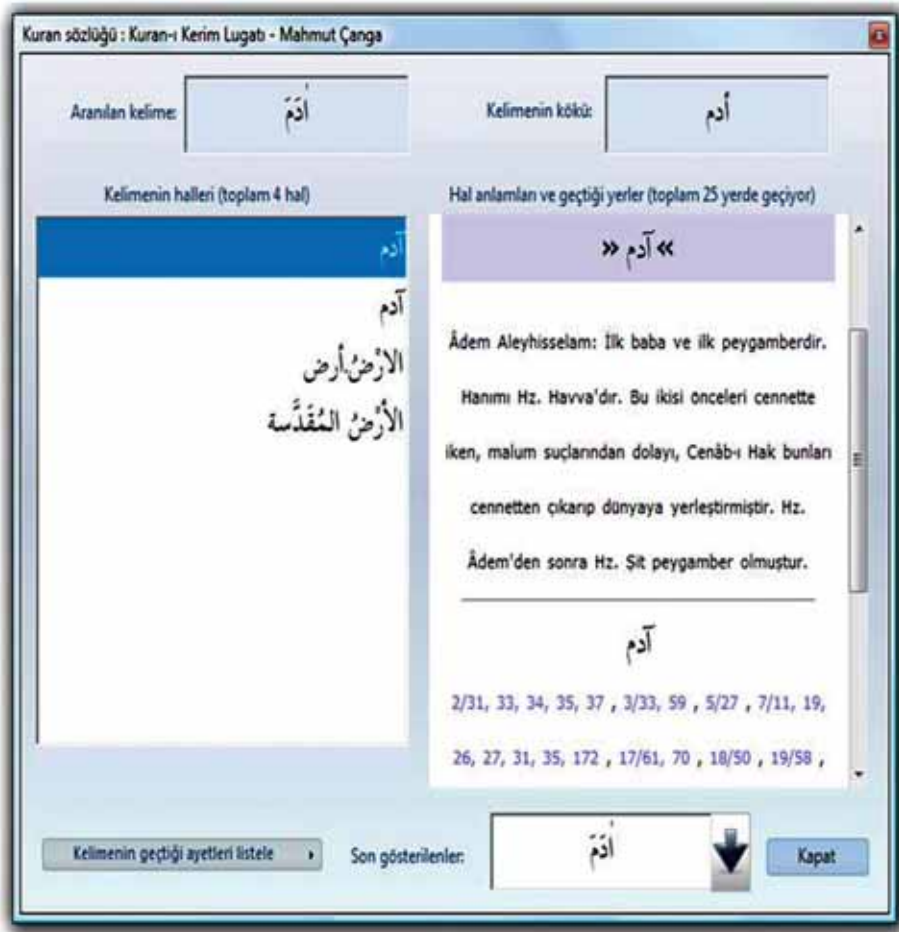 Kuran sözlüğü : Kuran-ı Kerim Lugatı - Mahmut Çanga
Aranılan kelime: اٰدَمَ
Kelimenin kökü: أدم
Kelimenin halleri (toplam 4 hal)
آدم
آدم
الارْضُ.أرض
الأرْضُ المُقَدَّسة
Hal anlamları ve geçtiği yerler (toplam 25 yerde geçiyor)
» آدم «
Âdem Aleyhisselam: İlk baba ve ilk peygamberdir.
Hanımı Hz. Havva'dır. Bu ikisi önceleri cennette
iken, malum suçlarından dolayı, Cenâb-ı Hak bunları
cennetten çıkarıp dünyaya yerleştirmiştir. Hz.
Âdem'den sonra Hz. Şit peygamber olmuştur.
آدم
2/31, 33, 34, 35, 37 , 3/33, 59 , 5/27 , 7/11, 19,
26, 27, 31, 35, 172 , 17/61, 70 , 18/50 , 19/58 ,
Kelimenin geçtiği ayetleri listele
Son gösterilenler: اٰدَمَ
Kapat